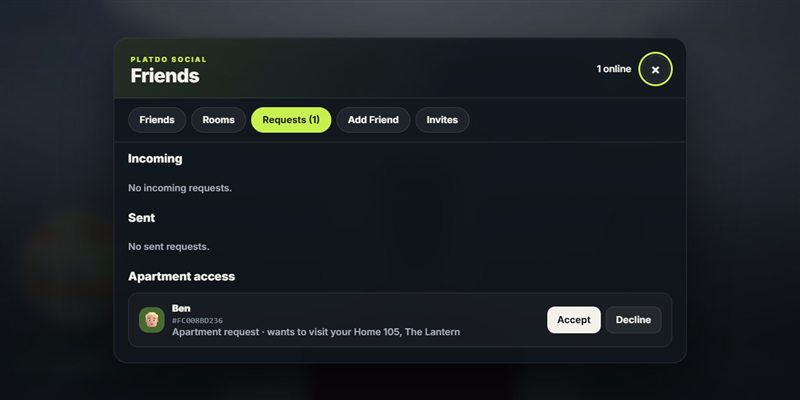 PLATDO SOCIAL
Friends
1 online
×
Friends
Rooms
Requests (1)
Add Friend
Invites
Incoming
No incoming requests.
Sent
No sent requests.
Apartment access
Ben
#FC008BD236
Apartment request · wants to visit your Home 105, The Lantern
Accept
Decline